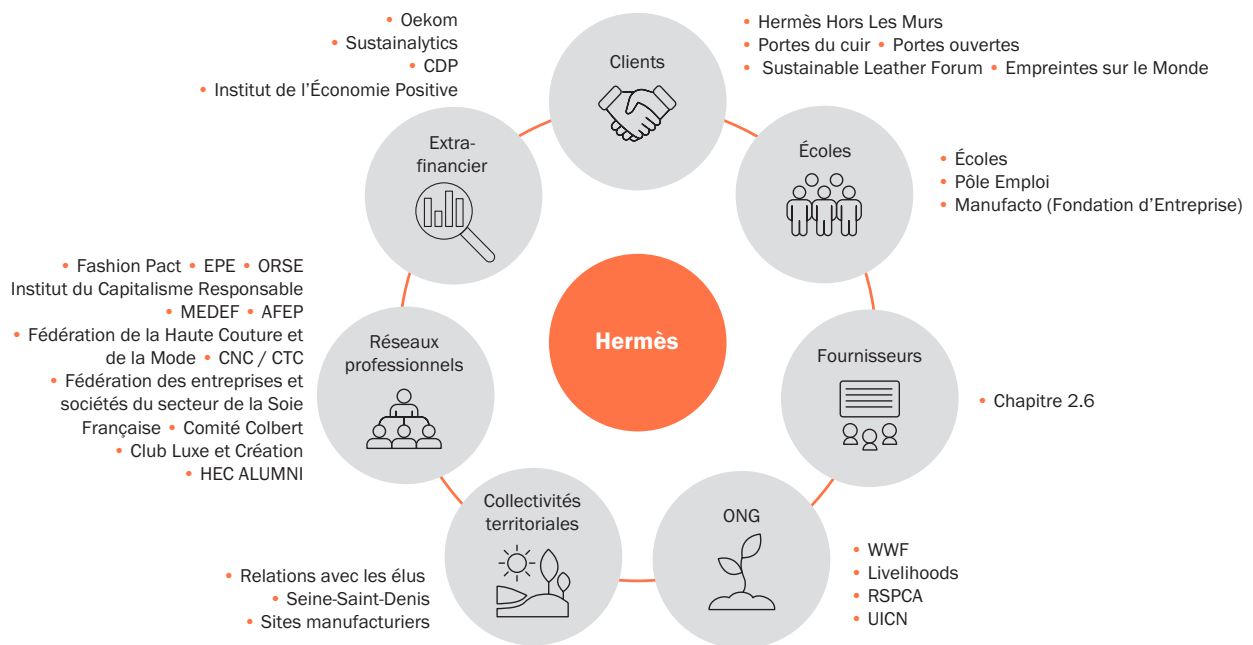 • Oekom
• Sustainalytics
• CDP
• Institut de l'Économie Positive
Clients
• Hermès Hors Les Murs
• Portes du cuir • Portes ouvertes
• Sustainable Leather Forum • Empreintes sur le Monde
Extra-
financier
Écoles
• Écoles
• Pôle Emploi
• Manufacto (Fondation d'Entreprise)
• Fashion Pact • EPE • ORSE
Institut du Capitalisme Responsable
• MEDEF • AFEP
• Fédération de la Haute Couture et
de la Mode • CNC / CTC
• Fédération des entreprises et
sociétés du secteur de la Soie
Française • Comité Colbert
• Club Luxe et Création
• HEC ALUMNI
Réseaux
professionnels
Hermès
Fournisseurs
• Chapitre 2.6
Collectivités
territoriales
• Relations avec les élus
• Seine-Saint-Denis
• Sites manufacturiers
ONG
• WWF
• Livelihoods
• RSPCA
• UICN